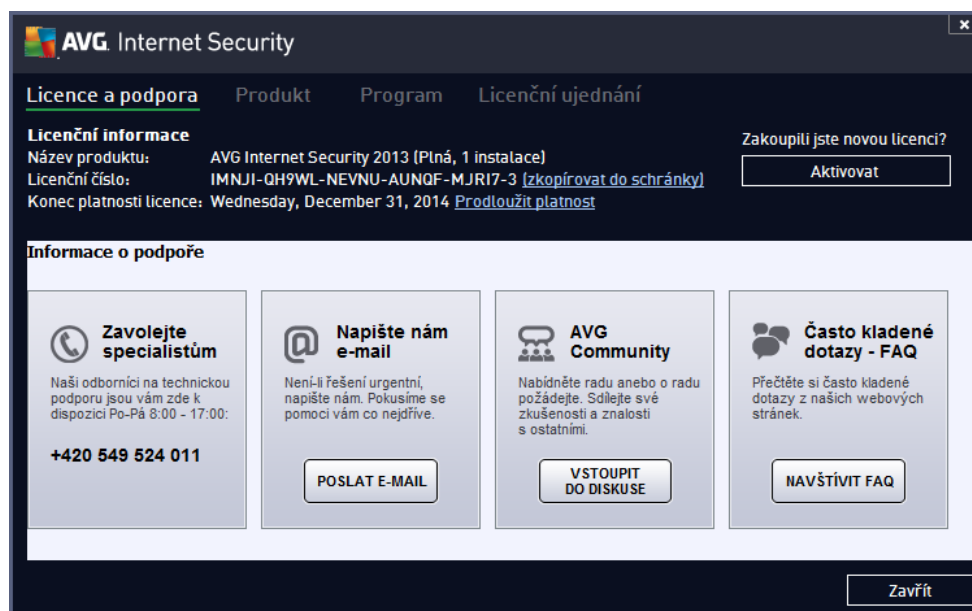 AVG. Internet Security
Licence a podpora Produkt Program Licenční ujednání
Licenční informace
Název produktu: AVG Internet Security 2013 (Plná, 1 instalace)
Licenční číslo: IMNJI-QH9WL-NEVNU-AUNQF-MJRI7-3 (zkopírovat do schránky)
Konec platnosti licence: Wednesday, December 31, 2014 Prodloužit platnost
Zakoupili jste novou licenci?
Aktivovat
Informace o podpoře
Zavolejte
specialistům
Naši odborníci na technickou
podporu jsou vám zde k
dispozici Po-Pá 8:00 - 17:00:
+420 549 524 011
Napište nám
e-mail
Není-li řešení urgentní,
napište nám. Pokusíme se
pomoci vám co nejdříve.
POSLAT E-MAIL
AVG
Community
Nabídněte radu anebo o radu
požádejte. Sdílejte své
zkušenosti a znalosti
s ostatními.
VSTOUPIT
DO DISKUSE
Často kladené
dotazy - FAQ
Přečtěte si často kladené
dotazy z našich webových
stránek.
NAVŠTÍVIT FAQ
Zavřít